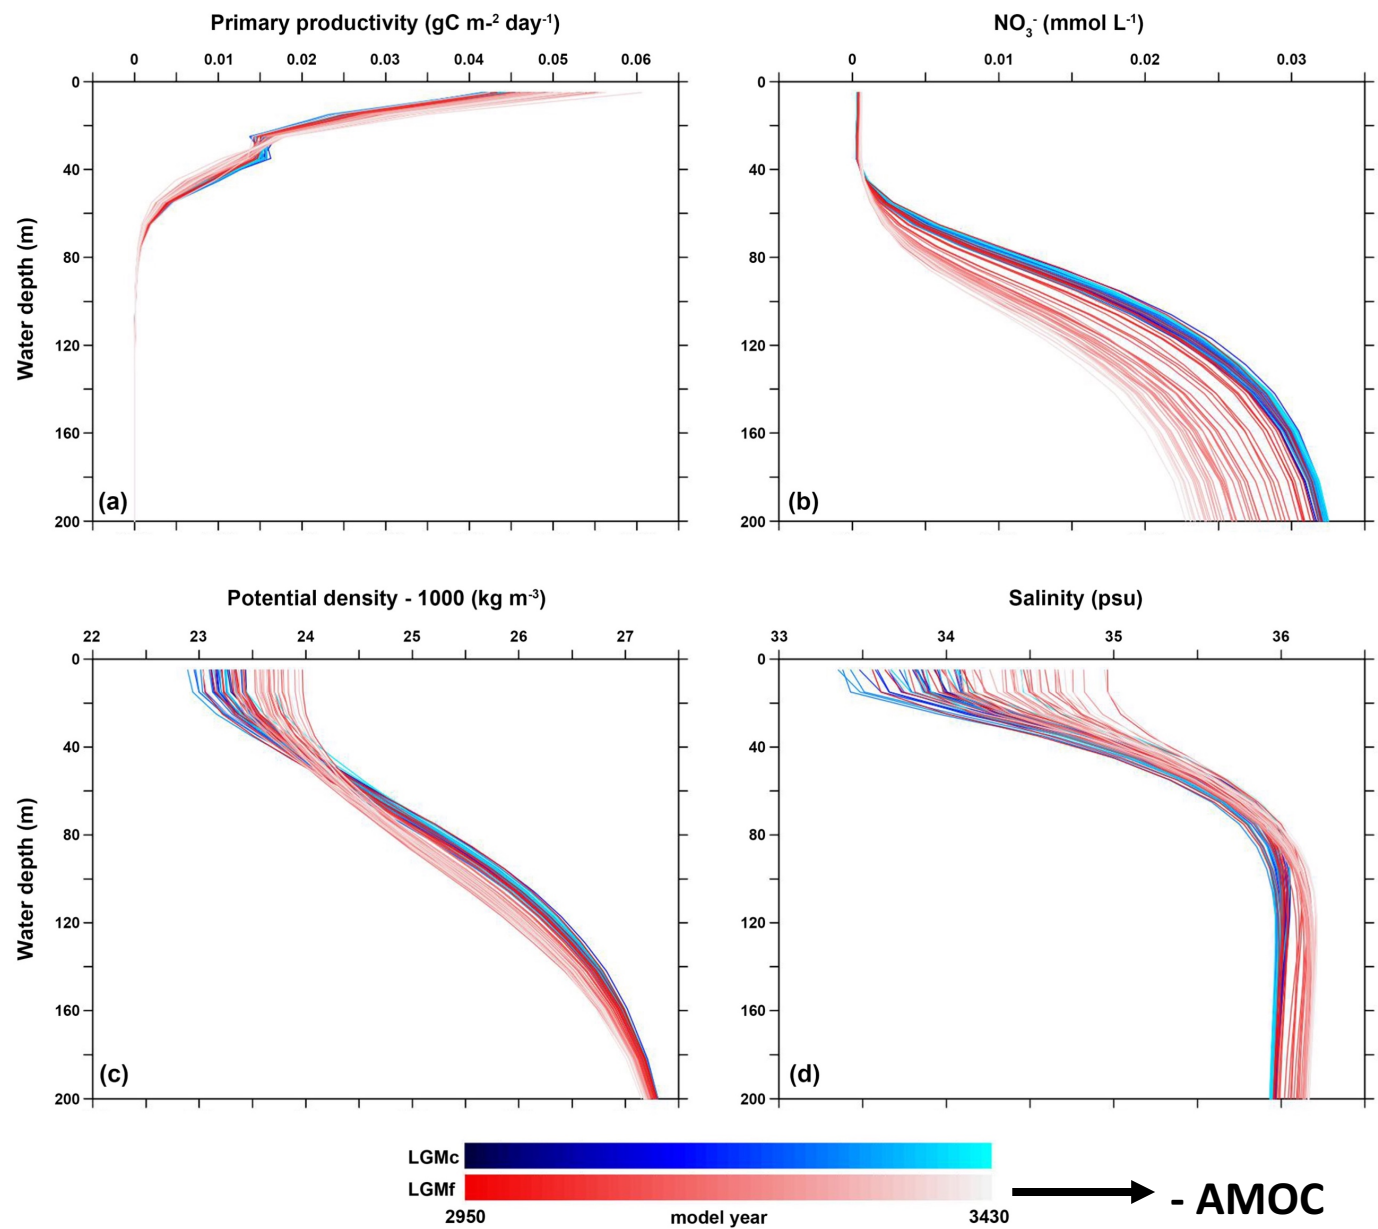 Primary productivity (gC m-² day⁻¹)
0 0.01 0.02 0.03 0.04 0.05 0.06
0
40
80
120
160
200
Water depth (m)
(a)
NO₃⁻ (mmol L⁻¹)
0 0.01 0.02 0.03
0
40
80
120
160
200
(b)
Potential density - 1000 (kg m⁻³)
22 23 24 25 26 27
0
40
80
120
160
200
Water depth (m)
(c)
Salinity (psu)
33 34 35 36
0
40
80
120
160
200
(d)
LGMc
LGMf
2950 model year 3430
- AMOC